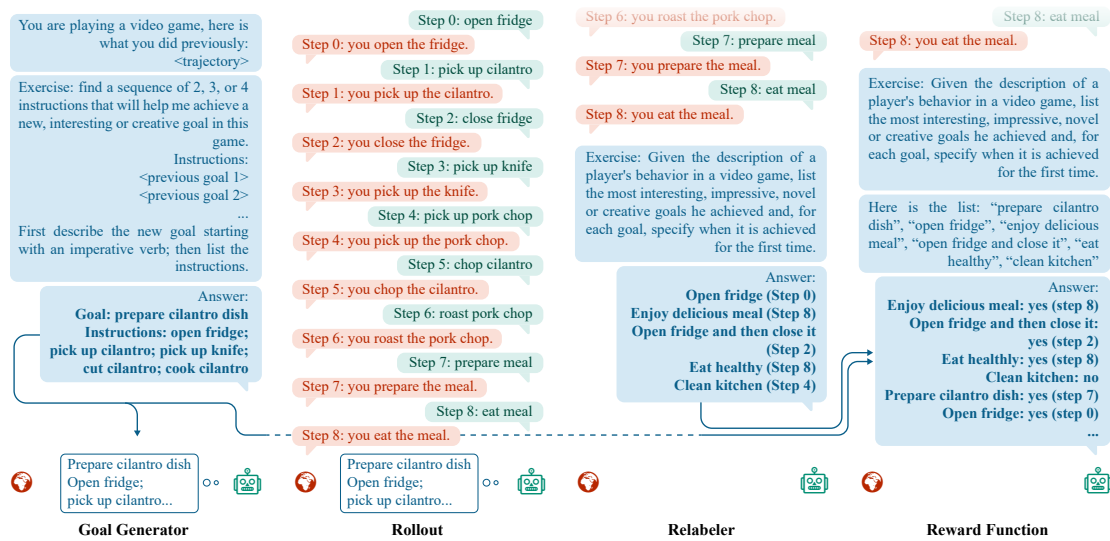 You are playing a video game, here is
what you did previously:
<trajectory>
Exercise: find a sequence of 2, 3, or 4
instructions that will help me achieve a
new, interesting or creative goal in this
game.
Instructions:
<previous goal 1>
<previous goal 2>
...
First describe the new goal starting
with an imperative verb; then list the
instructions.
Answer:
Goal: prepare cilantro dish
Instructions: open fridge;
pick up cilantro; pick up knife;
cut cilantro; cook cilantro
Prepare cilantro dish
Open fridge;
pick up cilantro...
Goal Generator
Step 0: open fridge
Step 0: you open the fridge.
Step 1: pick up cilantro
Step 1: you pick up the cilantro.
Step 2: close fridge
Step 2: you close the fridge.
Step 3: pick up knife
Step 3: you pick up the knife.
Step 4: pick up pork chop
Step 4: you pick up the pork chop.
Step 5: chop cilantro
Step 5: you chop the cilantro.
Step 6: roast pork chop
Step 6: you roast the pork chop.
Step 7: prepare meal
Step 7: you prepare the meal.
Step 8: eat meal
Step 8: you eat the meal.
Prepare cilantro dish
Open fridge;
pick up cilantro...
Rollout
Step 6: you roast the pork chop.
Step 7: prepare meal
Step 7: you prepare the meal.
Step 8: eat meal
Step 8: you eat the meal.
Exercise: Given the description of a
player's behavior in a video game, list
the most interesting, impressive, novel
or creative goals he achieved and, for
each goal, specify when it is achieved
for the first time.
Answer:
Open fridge (Step 0)
Enjoy delicious meal (Step 8)
Open fridge and then close it
(Step 2)
Eat healthy (Step 8)
Clean kitchen (Step 4)
Relabeler
Step 8: eat meal
Step 8: you eat the meal.
Exercise: Given the description of a
player's behavior in a video game, list
the most interesting, impressive, novel
or creative goals he achieved and, for
each goal, specify when it is achieved
for the first time.
Here is the list: “prepare cilantro
dish”, “open fridge”, “enjoy delicious
meal”, “open fridge and close it”, “eat
healthy”, “clean kitchen”
Answer:
Enjoy delicious meal: yes (step 8)
Open fridge and then close it:
yes (step 2)
Eat healthly: yes (step 8)
Clean kitchen: no
Prepare cilantro dish: yes (step 7)
Open fridge: yes (step 0)
...
Reward Function